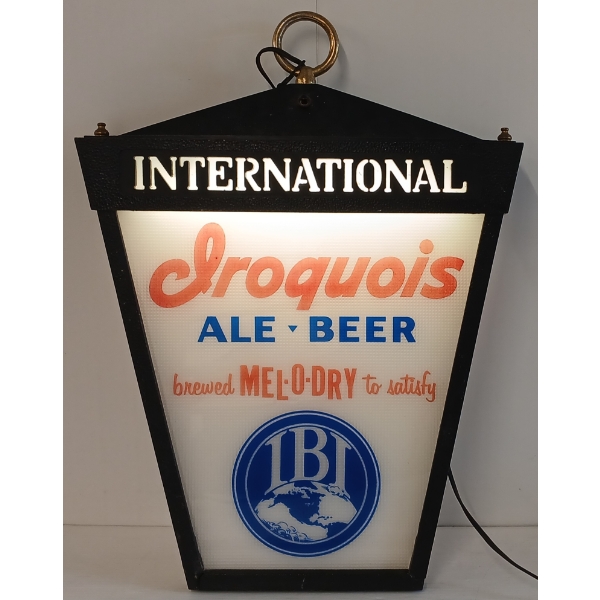 INTERNATIONAL
Iroquois
ALE · BEER
brewed MEL-O-DRY to satisfy
IBI